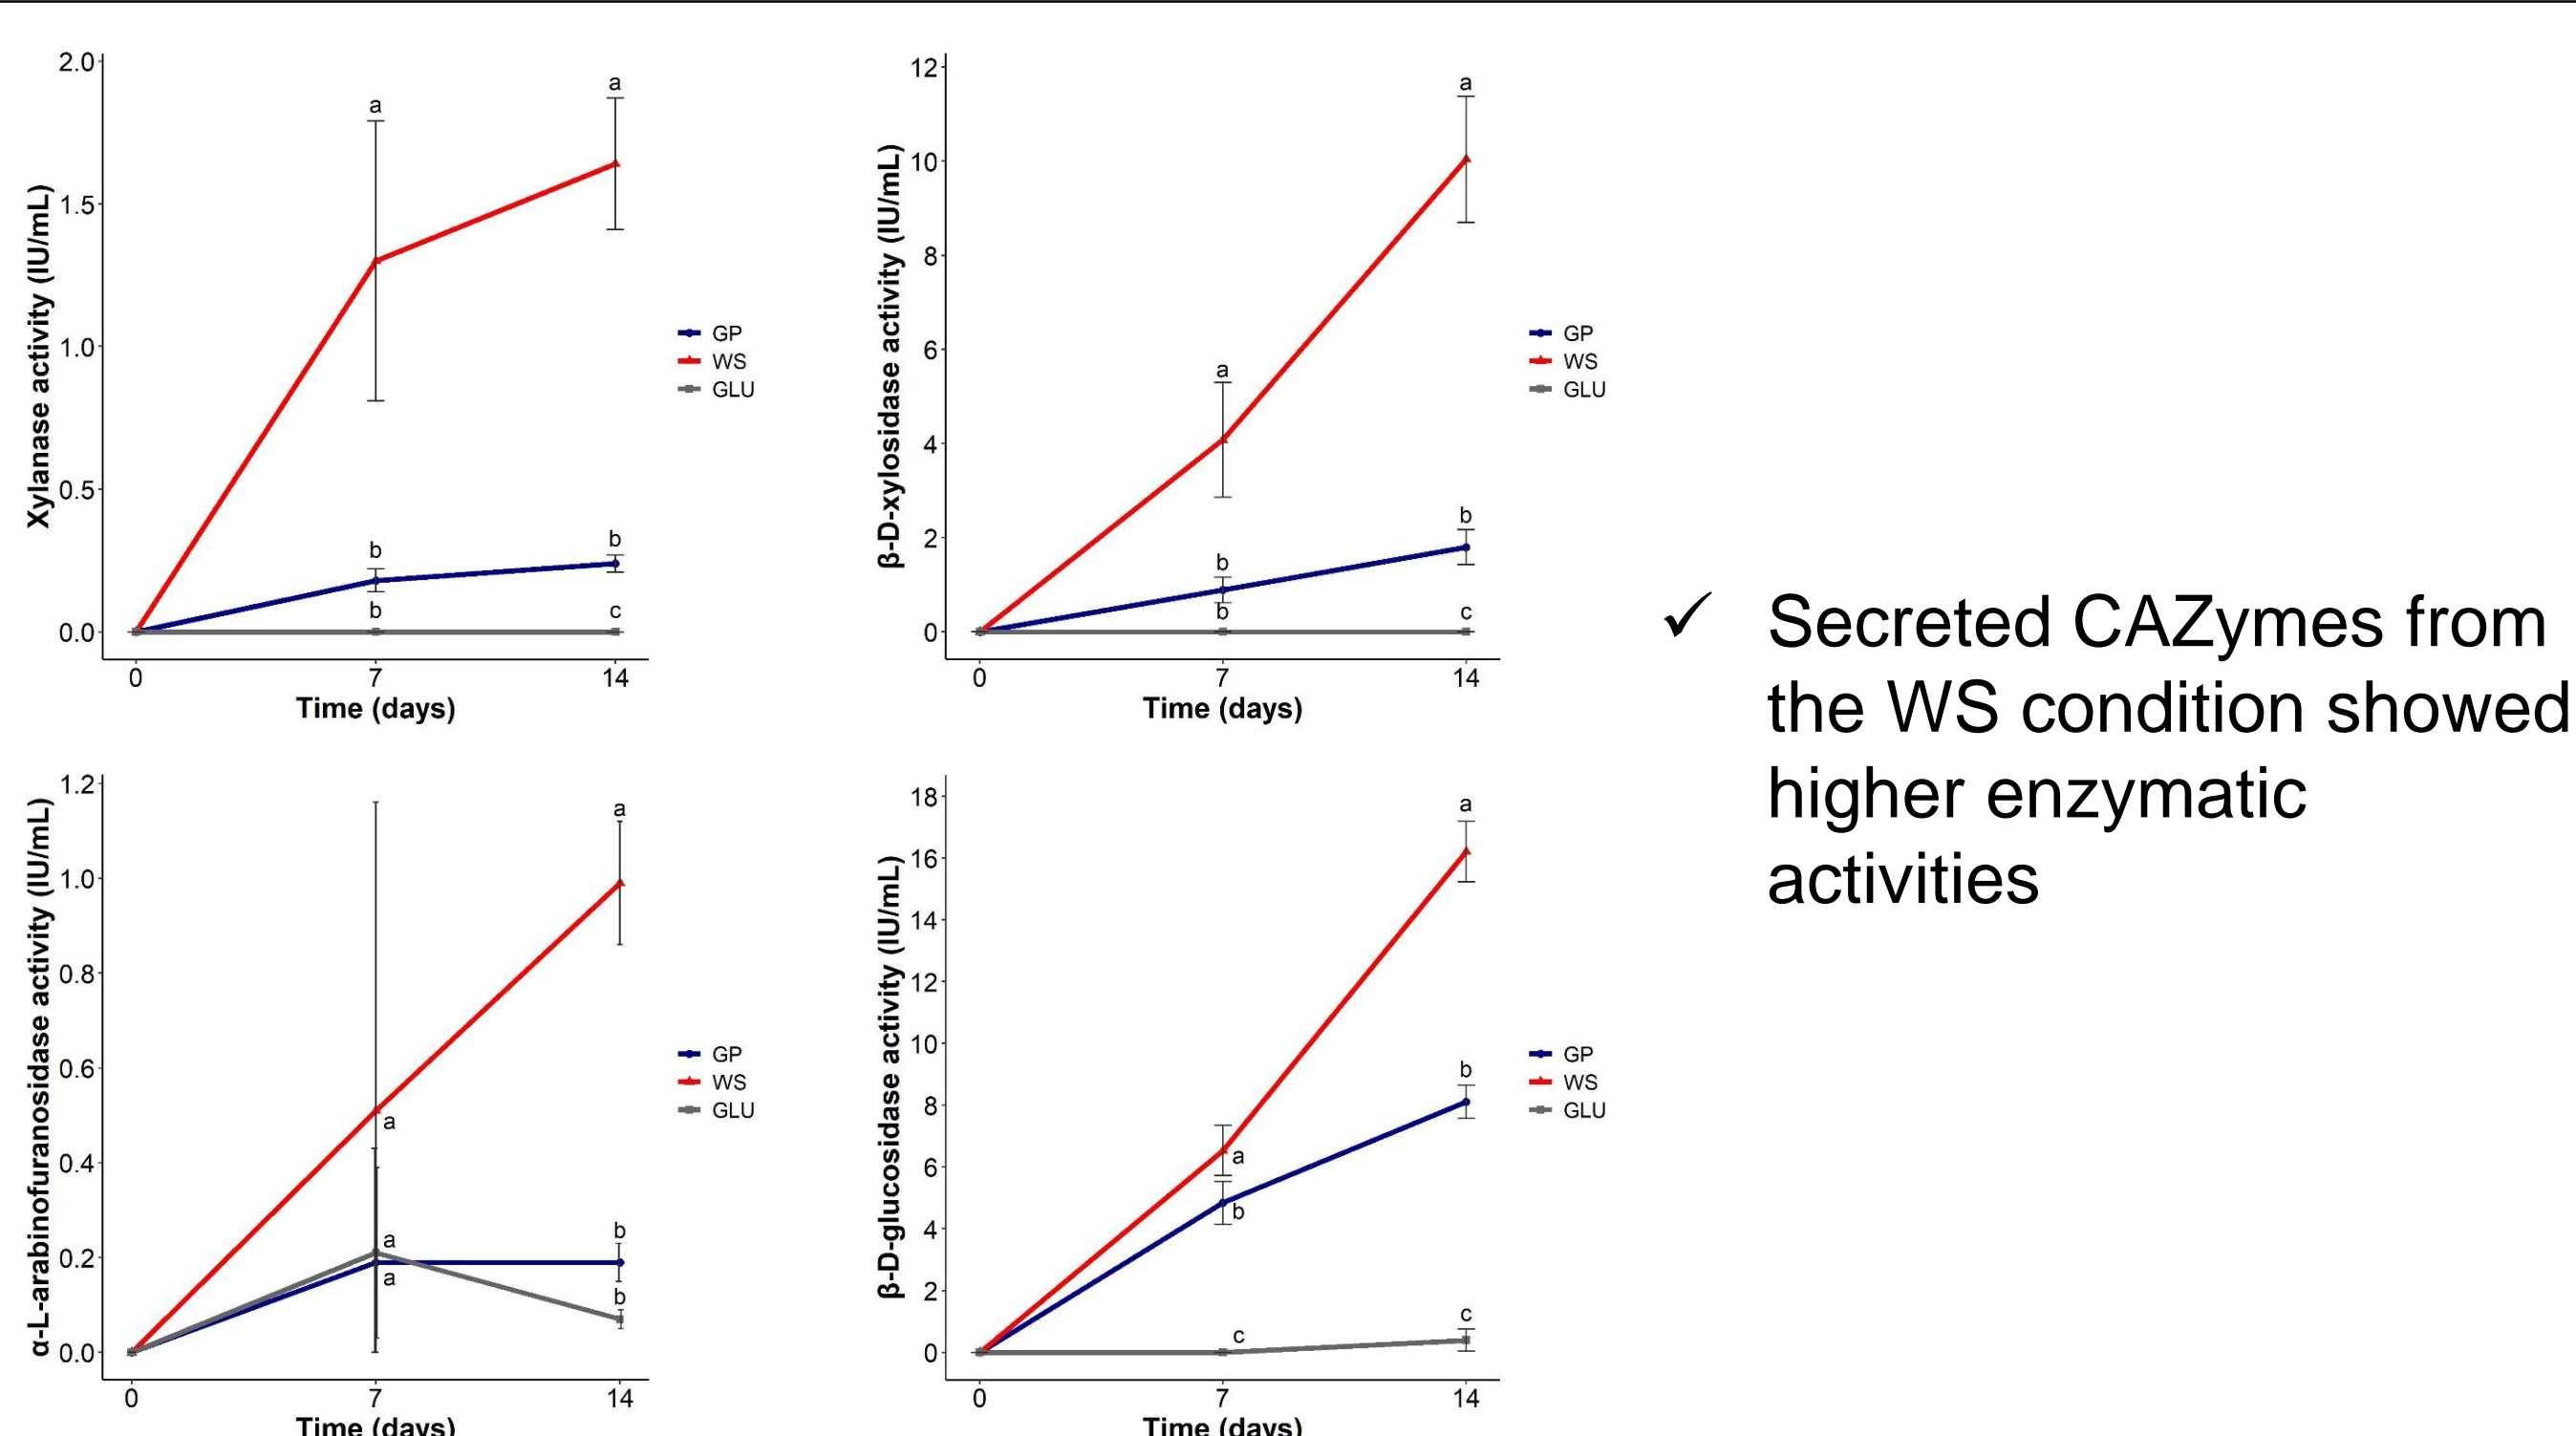 2.0
1.5
1.0
0.5
0.0
Xylanase activity (IU/mL)
a
a
b
b
b
c
0
7
14
Time (days)
GP
WS
GLU
12
10
8
6
4
2
0
β-D-xylosidase activity (IU/mL)
a
a
b
b
b
c
0
7
14
Time (days)
GP
WS
GLU
1.2
1.0
0.8
0.6
0.4
0.2
0.0
α-L-arabinofuranosidase activity (IU/mL)
a
a
a
b
a
b
0
7
14
Time (days)
GP
WS
GLU
18
16
14
12
10
8
6
4
2
0
β-D-glucosidase activity (IU/mL)
a
a
b
b
c
c
0
7
14
Time (days)
GP
WS
GLU
✓ Secreted CAZymes from
the WS condition showed
higher enzymatic
activities